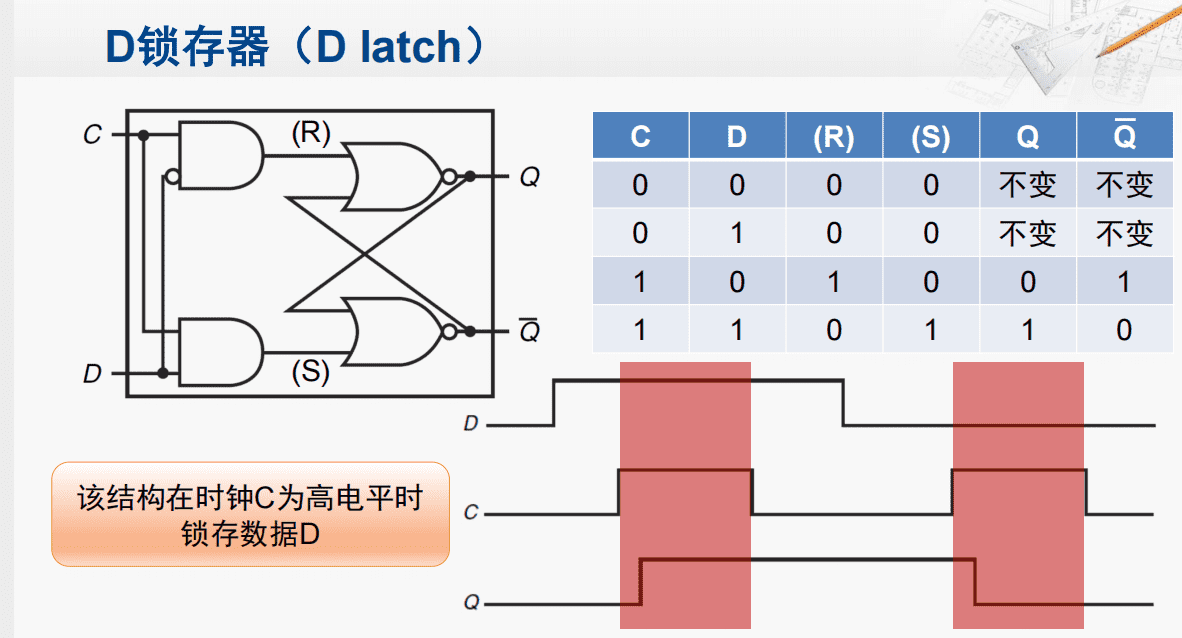 D锁存器（D latch）
C
(R)
Q
Q̅
D
(S)
C D (R) (S) Q Q̅
0 0 0 0 不变 不变
0 1 0 0 不变 不变
1 0 1 0 0 1
1 1 0 1 1 0
该结构在时钟C为高电平时
锁存数据D
D
C
Q